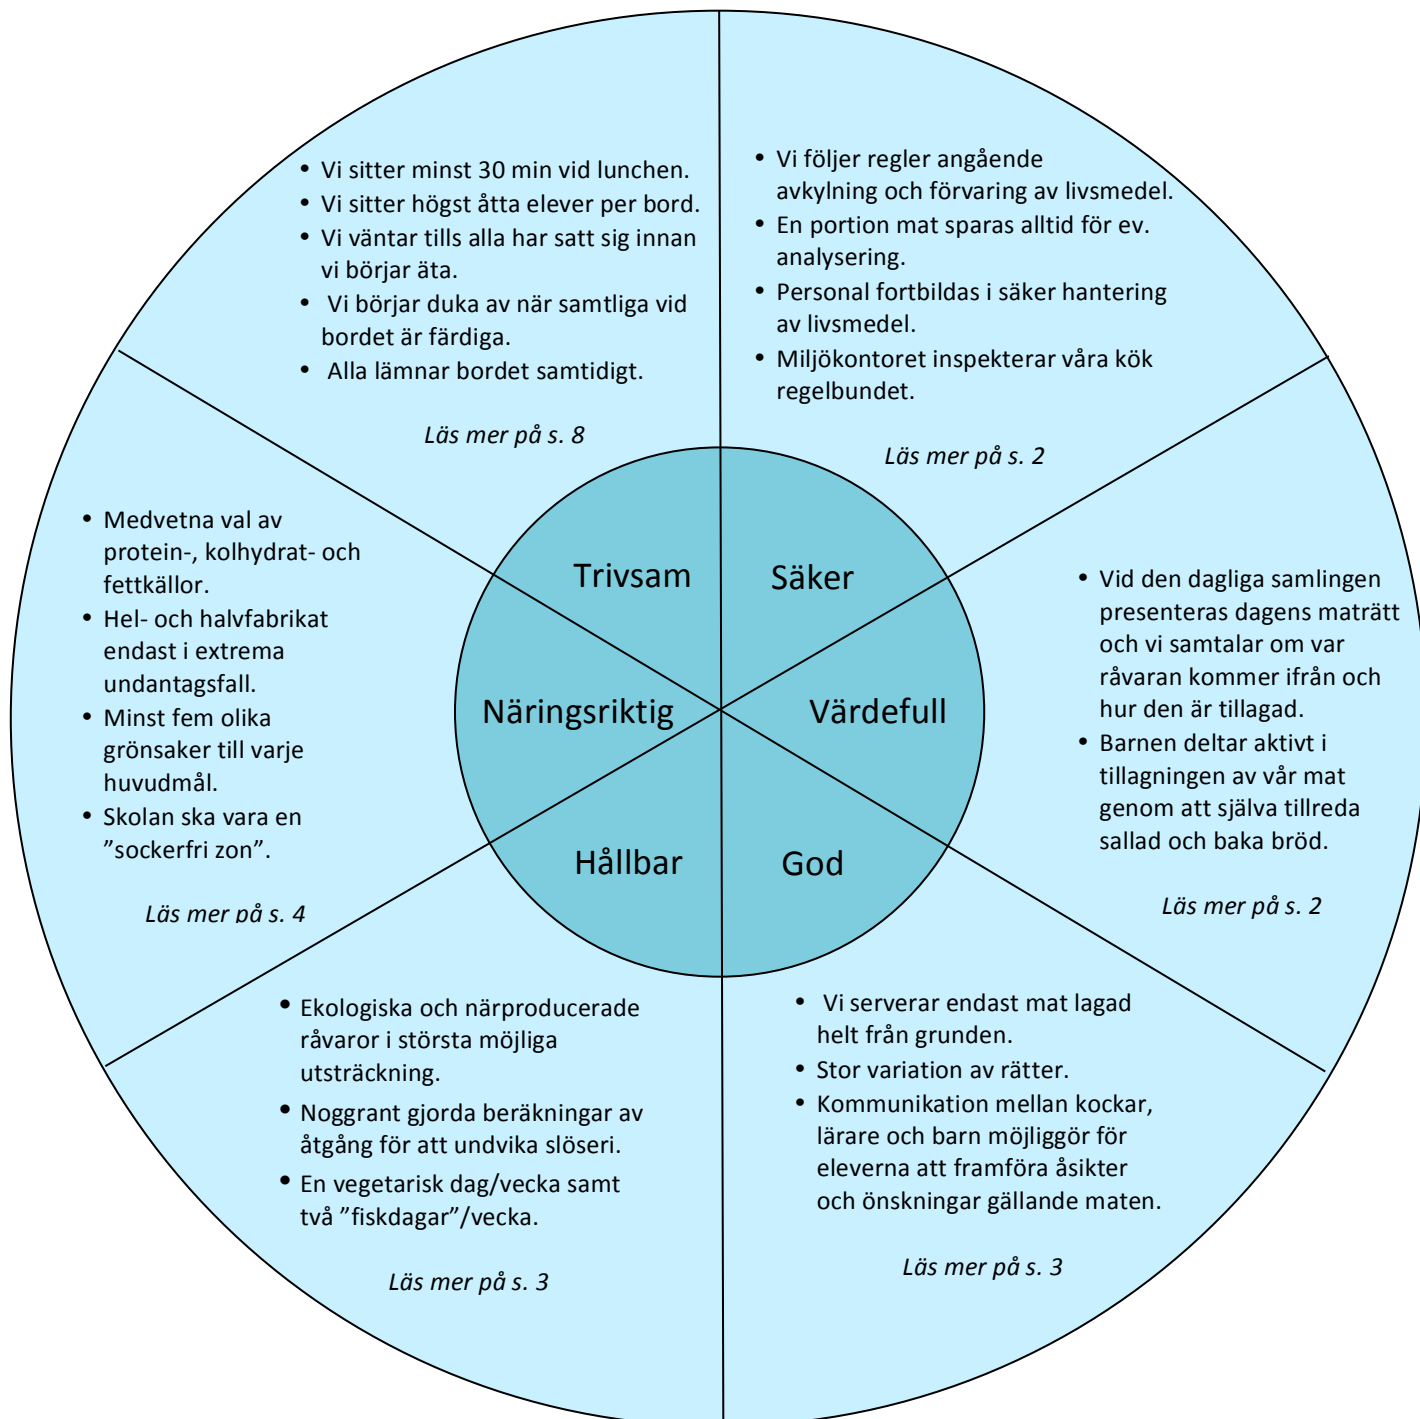 • Vi sitter minst 30 min vid lunchen.
• Vi sitter högst åtta elever per bord.
• Vi väntar tills alla har satt sig innan
vi börjar äta.
• Vi börjar duka av när samtliga vid
bordet är färdiga.
• Alla lämnar bordet samtidigt.
Läs mer på s. 8
• Vi följer regler angående
avkylning och förvaring av livsmedel.
• En portion mat sparas alltid för ev.
analysering.
• Personal fortbildas i säker hantering
av livsmedel.
• Miljökontoret inspekterar våra kök
regelbundet.
Läs mer på s. 2
• Medvetna val av
protein-, kolhydrat- och
fettkällor.
• Hel- och halvfabrikat
endast i extrema
undantagsfall.
• Minst fem olika
grönsaker till varje
huvudmål.
• Skolan ska vara en
”sockerfri zon”.
Läs mer på s. 4
Trivsam
Säker
Näringsriktig
Värdefull
Hållbar
God
• Vid den dagliga samlingen
presenteras dagens maträtt
och vi samtalar om var
råvaran kommer ifrån och
hur den är tillagad.
• Barnen deltar aktivt i
tillagningen av vår mat
genom att själva tillreda
sallad och baka bröd.
Läs mer på s. 2
• Ekologiska och närproducerade
råvaror i största möjliga
utsträckning.
• Noggrant gjorda beräkningar av
åtgång för att undvika slöseri.
• En vegetarisk dag/vecka samt
två ”fiskdagar”/vecka.
Läs mer på s. 3
• Vi serverar endast mat lagad
helt från grunden.
• Stor variation av rätter.
• Kommunikation mellan kockar,
lärare och barn möjliggör för
eleverna att framföra åsikter
och önskningar gällande maten.
Läs mer på s. 3